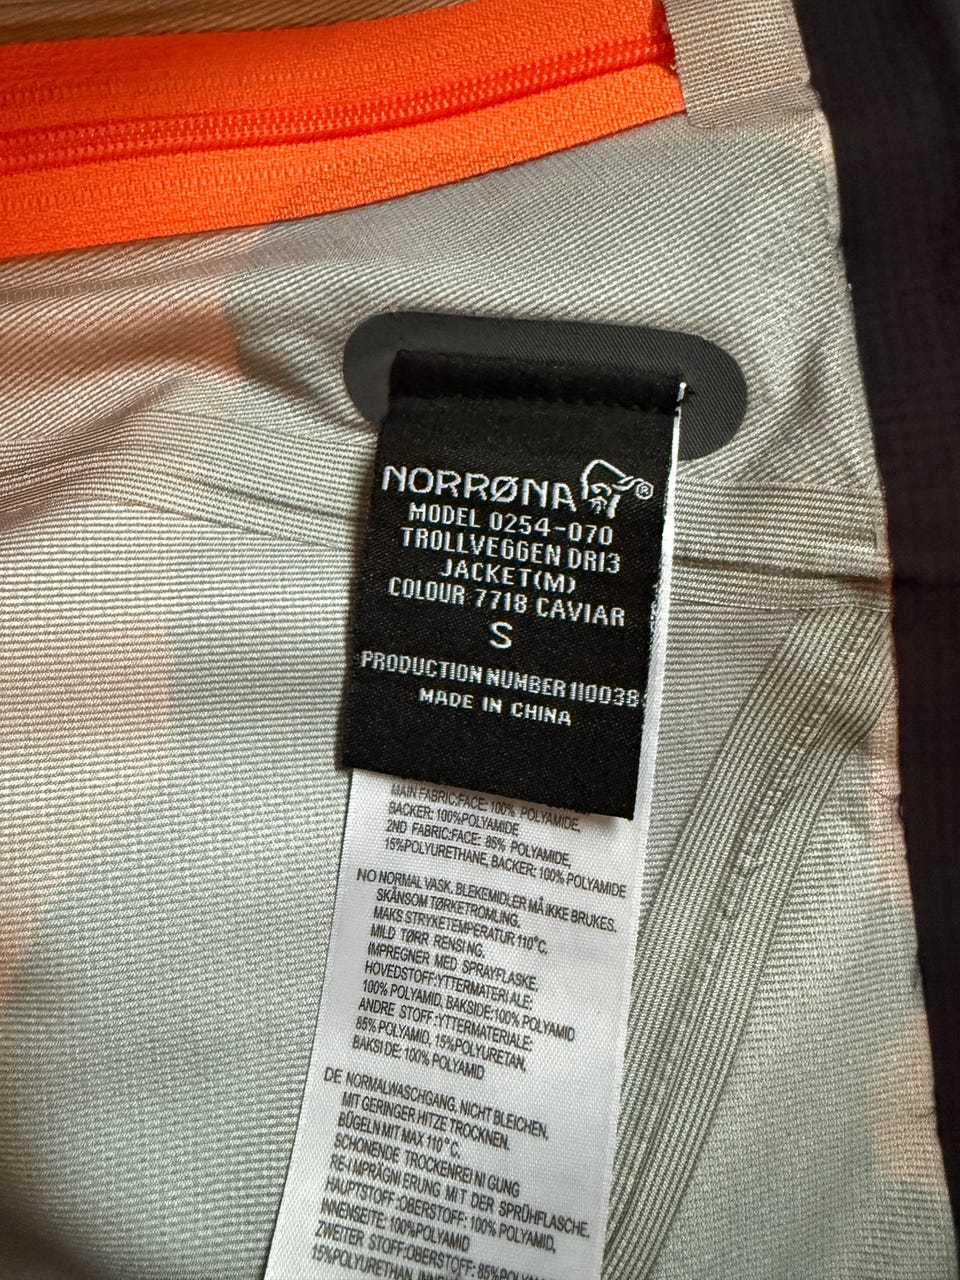 NORRØNA®
MODEL 0254-070
TROLLVEGGEN DRI3
JACKET(M)
COLOUR 7718 CAVIAR
S
PRODUCTION NUMBER 110038
MADE IN CHINA
MAIN FABRIC:FACE: 100% POLYAMIDE,
BACKER: 100%POLYAMIDE
2ND FABRIC:FACE: 85% POLYAMIDE,
15%POLYURETHANE, BACKER: 100% POLYAMIDE
NO NORMAL VASK. BLEKEMIDLER MÅ IKKE BRUKES.
SKÅNSOM TØRKETROMLING.
MAKS STRYKETEMPERATUR 110°C.
MILD TØRR RENSING.
IMPREGNER MED SPRAYFLASKE.
HOVEDSTOFF:YTTERMATERIALE:
100% POLYAMID, BAKSIDE:100% POLYAMID
ANDRE STOFF:YTTERMATERIALE:
85% POLYAMID, 15%POLYURETAN,
BAKSIDE: 100% POLYAMID
DE NORMALWASCHGANG, NICHT BLEICHEN,
MIT GERINGER HITZE TROCKNEN.
BÜGELN MIT MAX 110°C.
SCHONENDE TROCKENREINIGUNG
RE-IMPRÄGNIERUNG MIT DER SPRÜHFLASCHE.
HAUPTSTOFF:OBERSTOFF: 100% POLYAMID,
INNENSEITE: 100%POLYAMID
ZWEITER STOFF:OBERSTOFF: 85%POLYAMID
15%POLYURETHAN